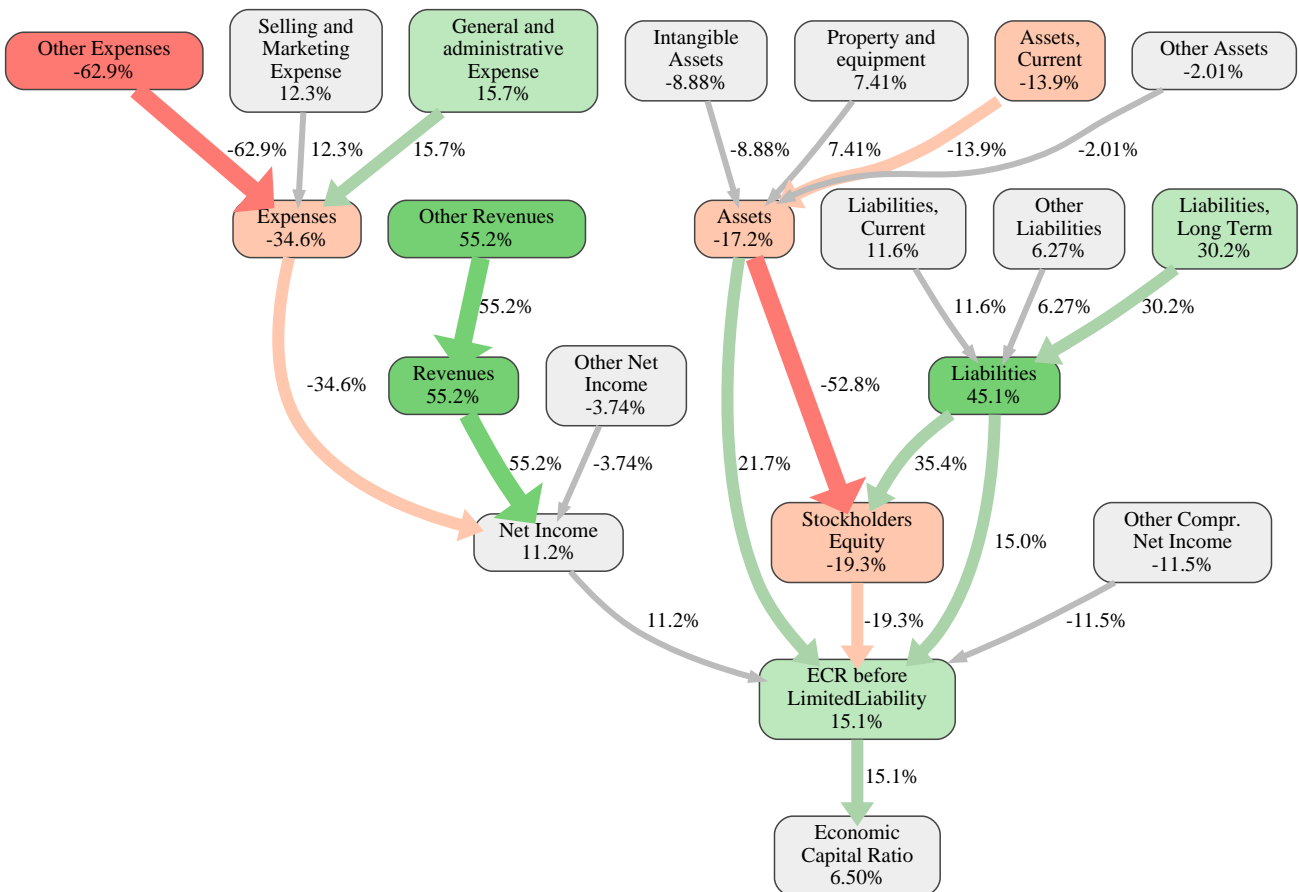 Other Expenses
-62.9%
Selling and
Marketing
Expense
12.3%
General and
administrative
Expense
15.7%
Intangible
Assets
-8.88%
Property and
equipment
7.41%
Assets,
Current
-13.9%
Other Assets
-2.01%
-62.9%
12.3%
15.7%
-8.88%
7.41%
-13.9%
-2.01%
Expenses
-34.6%
Other Revenues
55.2%
Assets
-17.2%
Liabilities,
Current
11.6%
Other
Liabilities
6.27%
Liabilities,
Long Term
30.2%
55.2%
11.6%
6.27%
30.2%
-34.6%
Revenues
55.2%
Other Net
Income
-3.74%
-52.8%
Liabilities
45.1%
55.2%
-3.74%
21.7%
35.4%
15.0%
Net Income
11.2%
Stockholders
Equity
-19.3%
Other Compr.
Net Income
-11.5%
11.2%
-19.3%
-11.5%
ECR before
LimitedLiability
15.1%
15.1%
Economic
Capital Ratio
6.50%